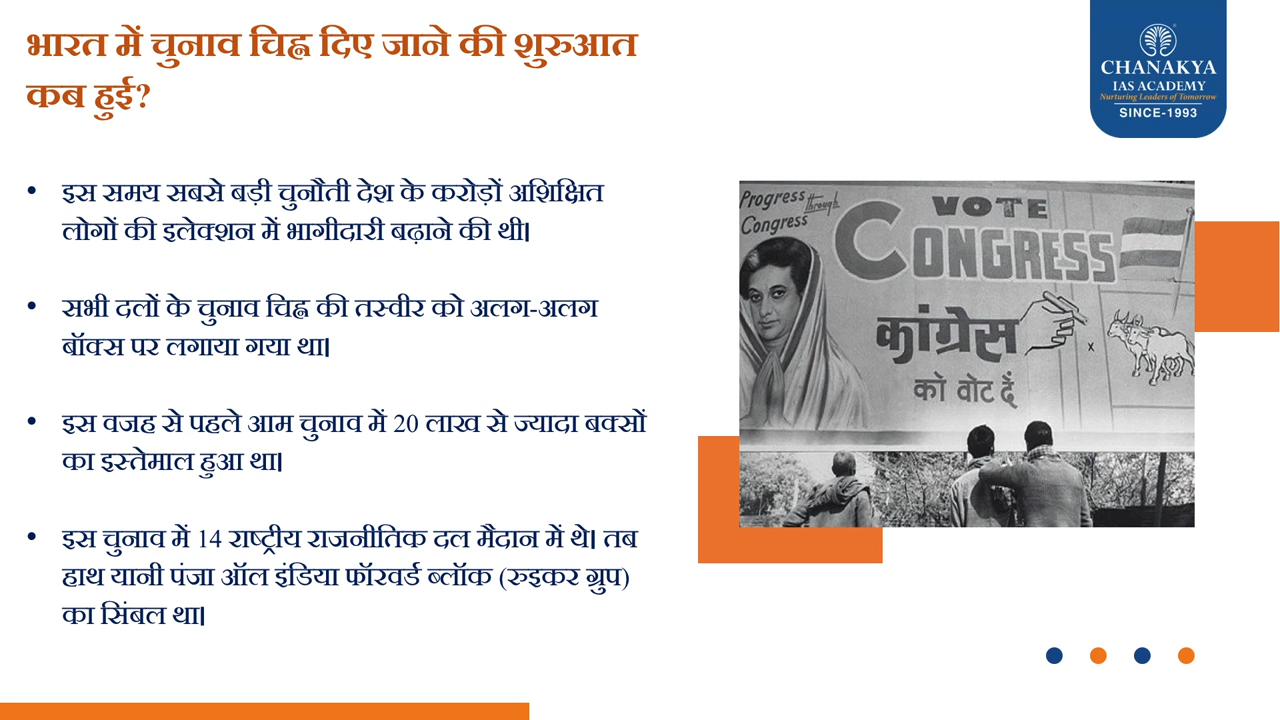 भारत में चुनाव चिह्न दिए जाने की शुरुआत
कब हुई?
CHANAKYA
IAS ACADEMY
Nurturing Leaders of Tomorrow
SINCE-1993
• इस समय सबसे बड़ी चुनौती देश के करोड़ों अशिक्षित
लोगों की इलेक्शन में भागीदारी बढ़ाने की थी।
• सभी दलों के चुनाव चिह्न की तस्वीर को अलग-अलग
बॉक्स पर लगाया गया था।
• इस वजह से पहले आम चुनाव में 20 लाख से ज्यादा बक्सों
का इस्तेमाल हुआ था।
• इस चुनाव में 14 राष्ट्रीय राजनीतिक दल मैदान में थे। तब
हाथ यानी पंजा ऑल इंडिया फॉरवर्ड ब्लॉक (रुइकर ग्रुप)
का सिंबल था।
Progress through
Congress
VOTE
CONGRESS
कांग्रेस
x
को वोट दें